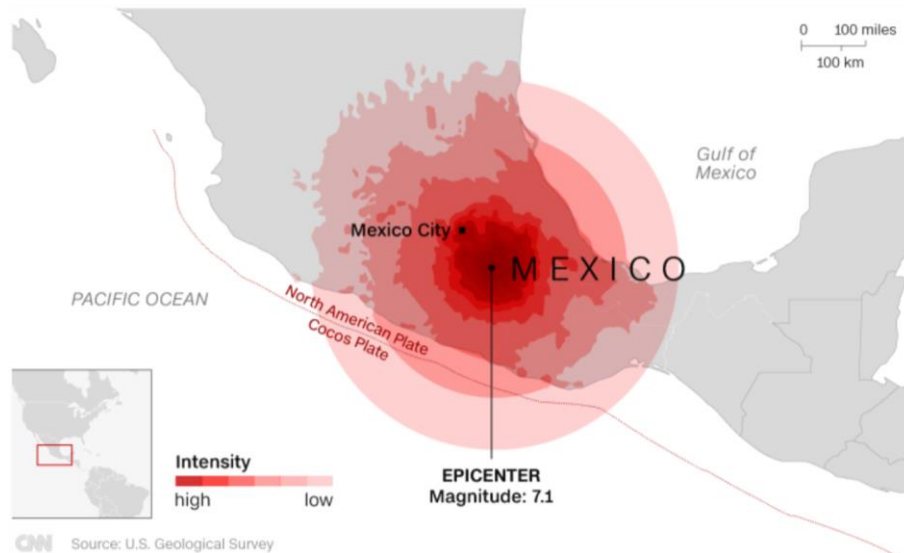 0 100 miles
100 km
Gulf of
Mexico
Mexico City
MEXICO
PACIFIC OCEAN
North American Plate
Cocos Plate
Intensity
high low
EPICENTER
Magnitude: 7.1
CNN Source: U.S. Geological Survey